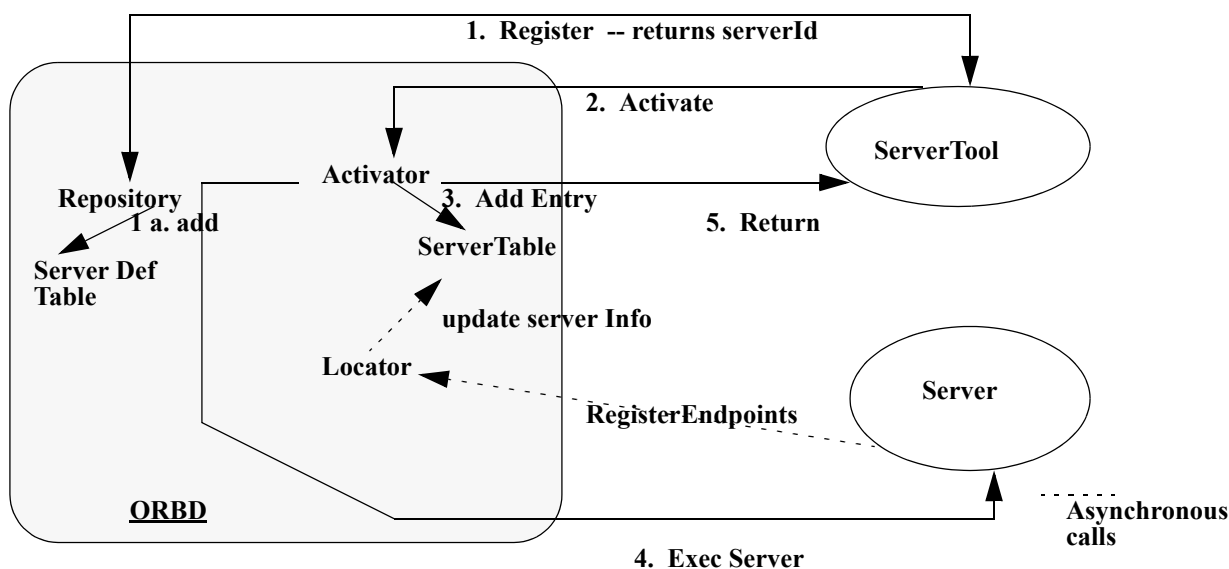 1. Register -- returns serverId
2. Activate
ServerTool
Activator
Repository
3. Add Entry
1 a. add
5. Return
ServerTable
Server Def
Table
update server Info
Locator
Server
RegisterEndpoints
ORBD
Asynchronous
calls
4. Exec Server